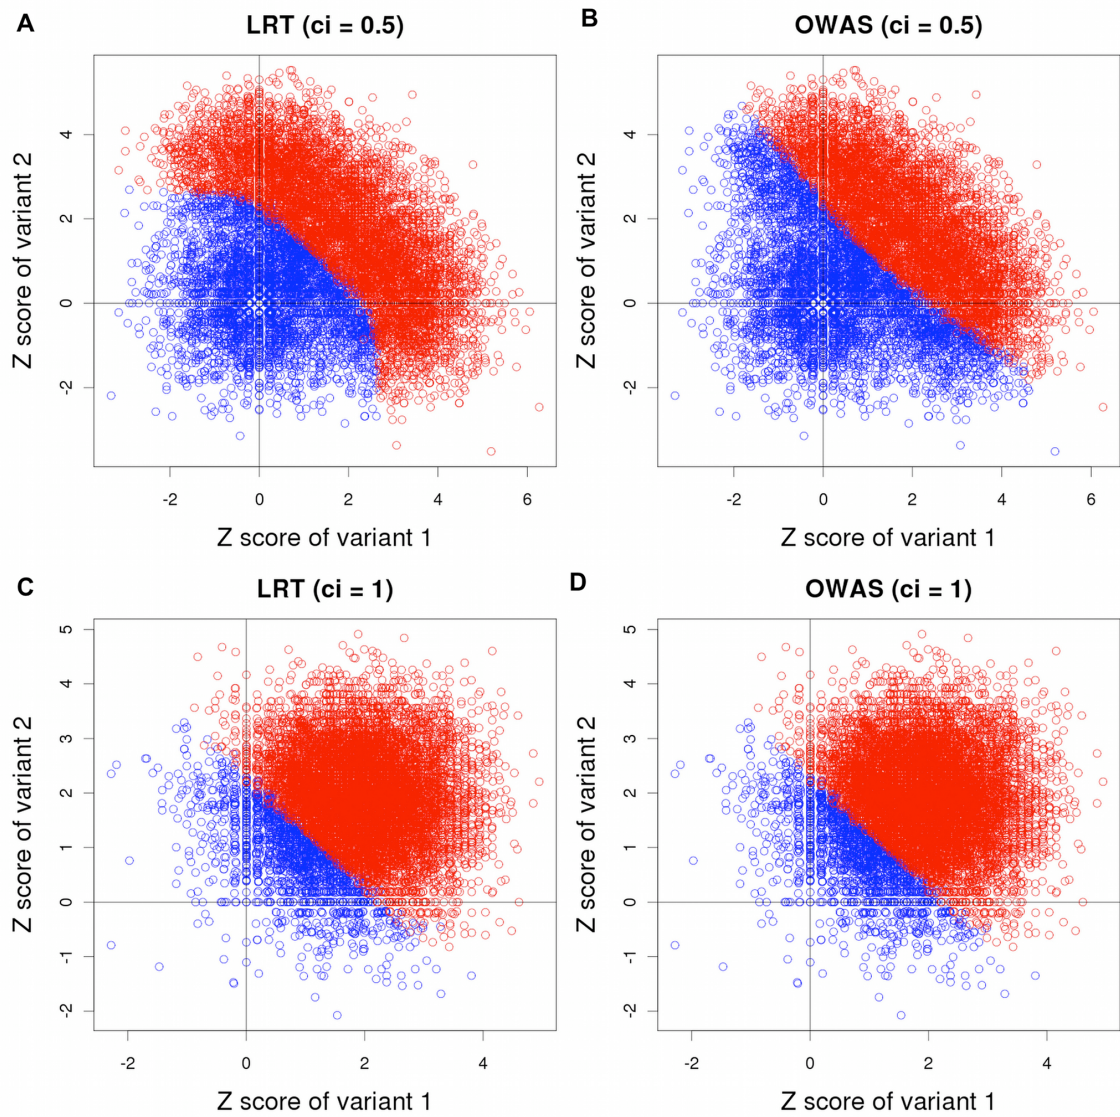 A
LRT (ci = 0.5)
Z score of variant 2
4
2
0
-2
-2 0 2 4 6
Z score of variant 1
B
OWAS (ci = 0.5)
Z score of variant 2
4
2
0
-2
-2 0 2 4 6
Z score of variant 1
C
LRT (ci = 1)
Z score of variant 2
5
4
3
2
1
0
-1
-2
-2 0 2 4
Z score of variant 1
D
OWAS (ci = 1)
Z score of variant 2
5
4
3
2
1
0
-1
-2
-2 0 2 4
Z score of variant 1